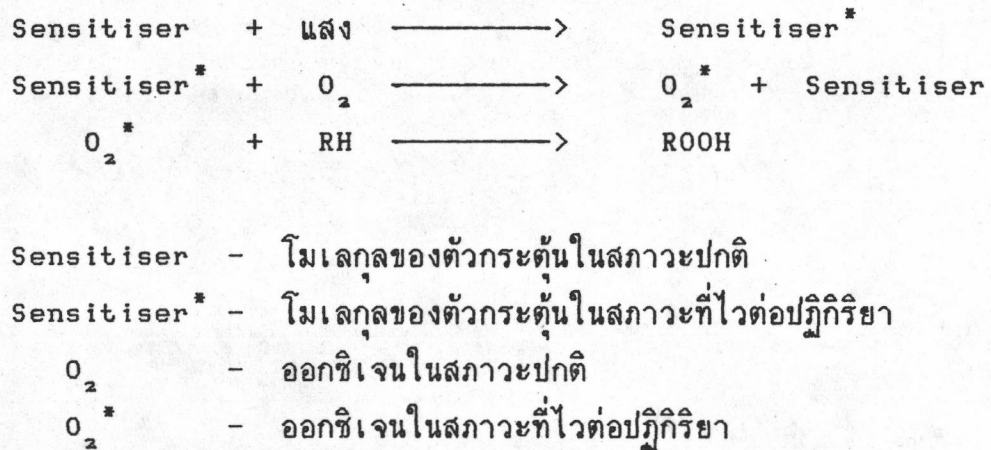 Sensitiser + แสง ———> Sensitiser*
Sensitiser* + O₂ ———> O₂* + Sensitiser
O₂* + RH ———> ROOH
Sensitiser - โมเลกุลของตัวกระตุ้นในสภาวะปกติ
Sensitiser* - โมเลกุลของตัวกระตุ้นในสภาวะที่ไวต่อปฏิกิริยา
O₂ - ออกซิเจนในสภาวะปกติ
O₂* - ออกซิเจนในสภาวะที่ไวต่อปฏิกิริยา